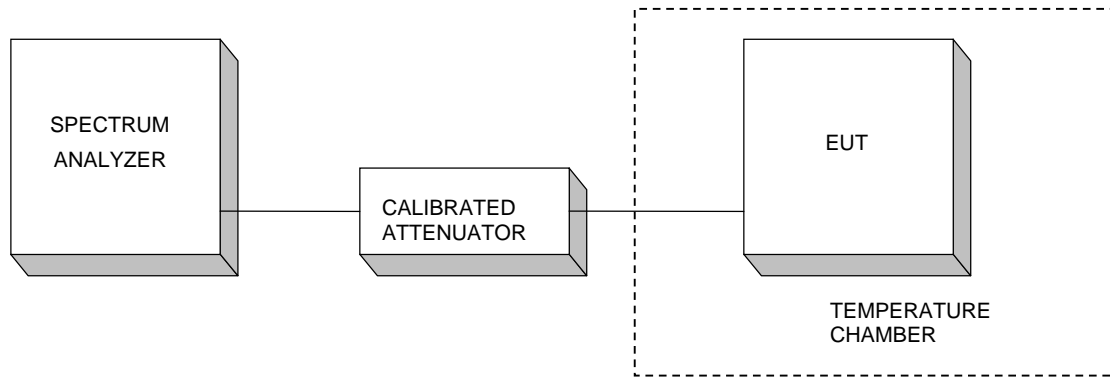 SPECTRUM
ANALYZER
CALIBRATED
ATTENUATOR
EUT
TEMPERATURE
CHAMBER